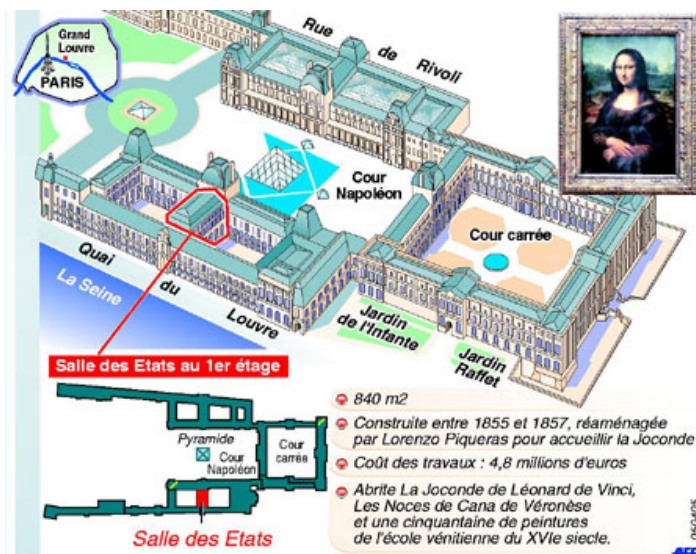 Grand
Louvre
PARIS
Rue de Rivoli
Cour
Napoléon
Cour carrée
Quai du Louvre
La Seine
Jardin
de l'Infante
Jardin
Raffet
Salle des Etats au 1er étage
Pyramide
Cour
Napoléon
Cour
carrée
Salle des Etats
840 m2
Construite entre 1855 et 1857, réaménagée
par Lorenzo Piqueras pour accueillir la Joconde
Coût des travaux : 4,8 millions d'euros
Abrite La Joconde de Léonard de Vinci,
Les Noces de Cana de Véronèse
et une cinquantaine de peintures
de l'école vénitienne du XVIe siecle.